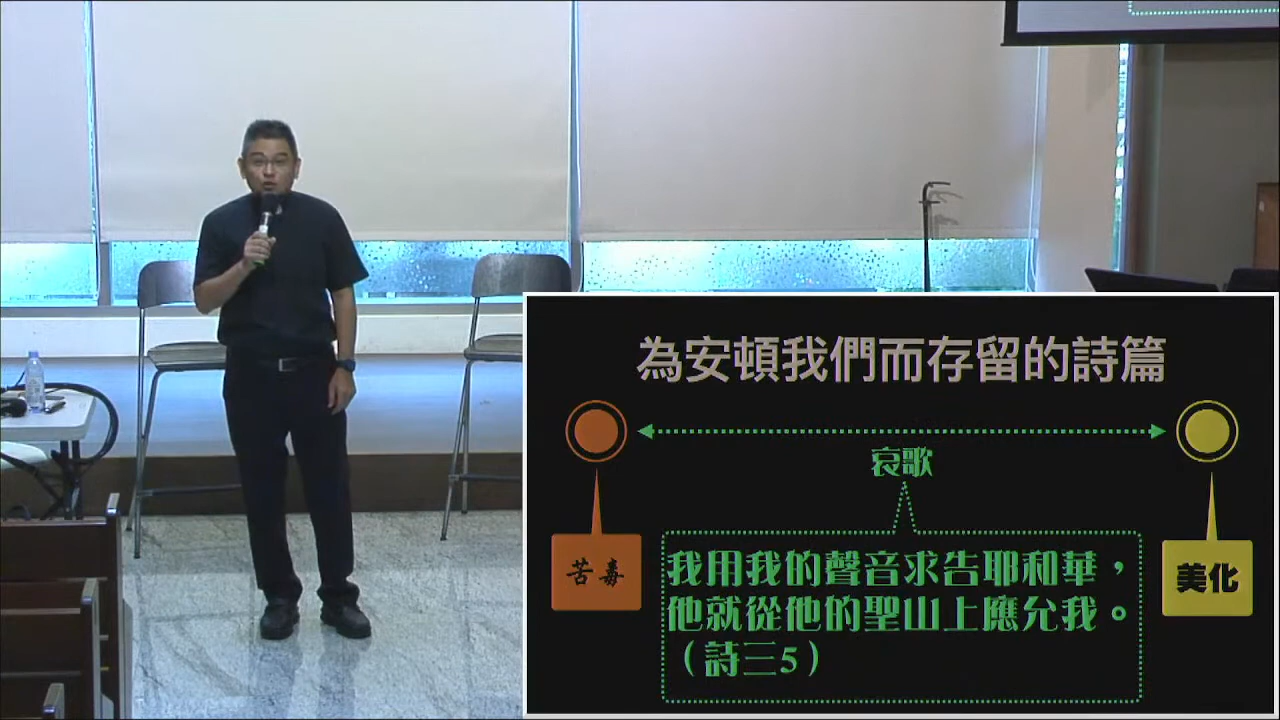 為安頓我們而存留的詩篇
哀歌
苦毒
美化
我用我的聲音求告耶和華，
他就從他的聖山上應允我。
（詩三5）